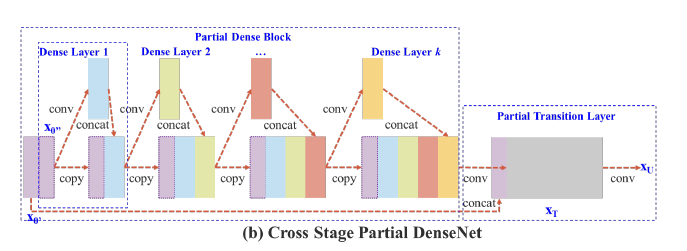 Partial Dense Block
Dense Layer 1
Dense Layer 2
...
Dense Layer k
conv
conv
conv
conv
x0''
concat
concat
concat
concat
copy
copy
copy
copy
Partial Transition Layer
conv
concat
conv
xU
x0'
xT
(b) Cross Stage Partial DenseNet